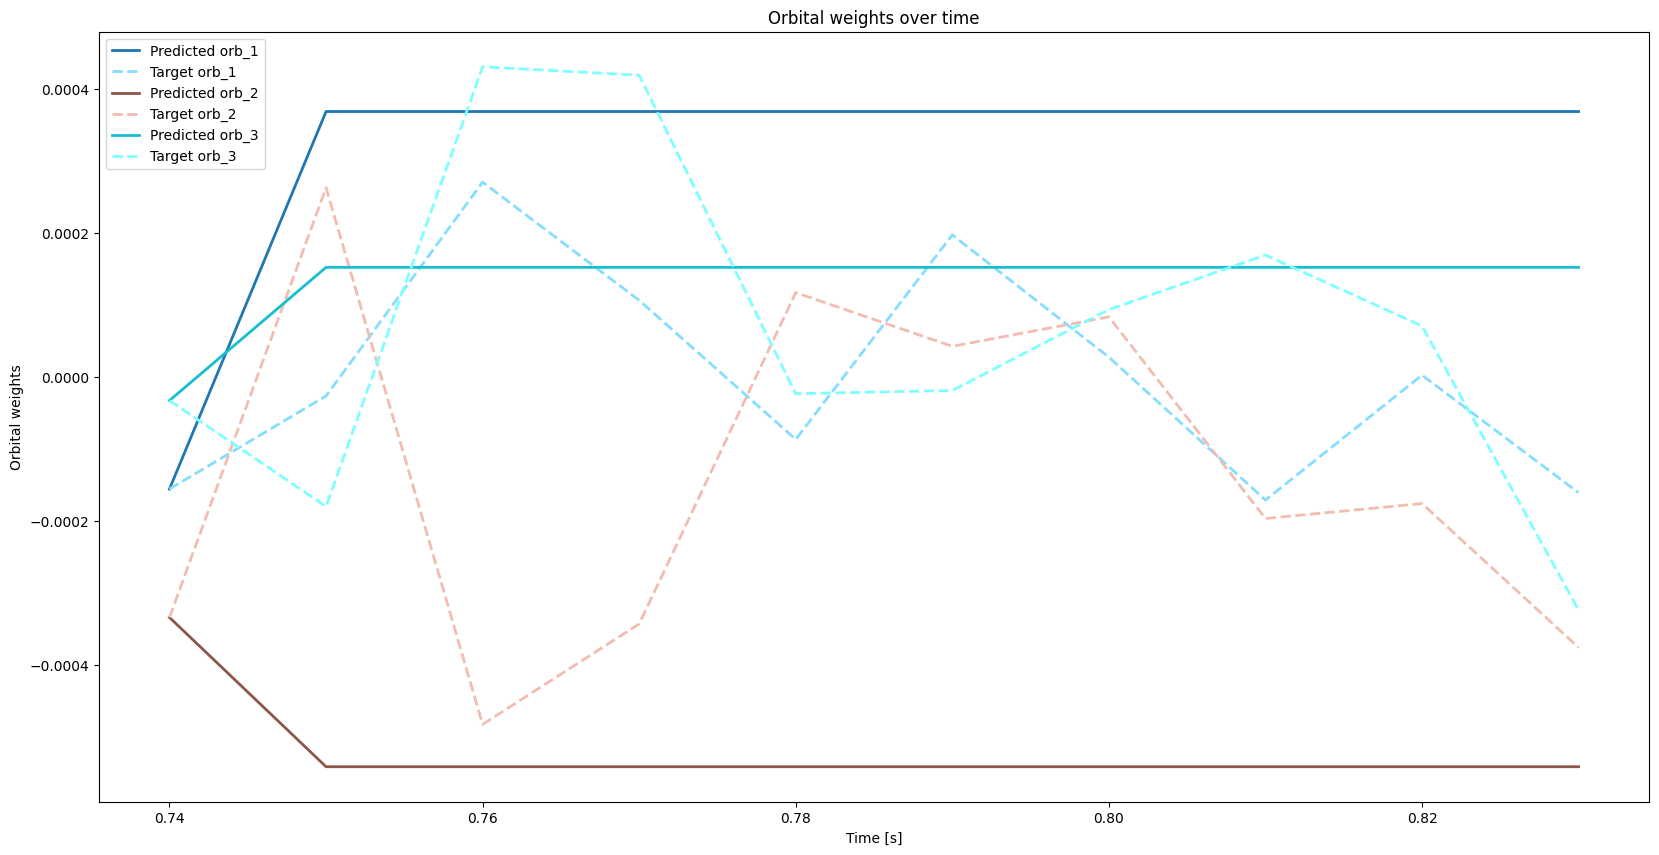 Orbital weights over time
Predicted orb_1
Target orb_1
Predicted orb_2
Target orb_2
Predicted orb_3
Target orb_3
0.0004
0.0002
0.0000
−0.0002
−0.0004
Orbital weights
0.74
0.76
0.78
0.80
0.82
Time [s]